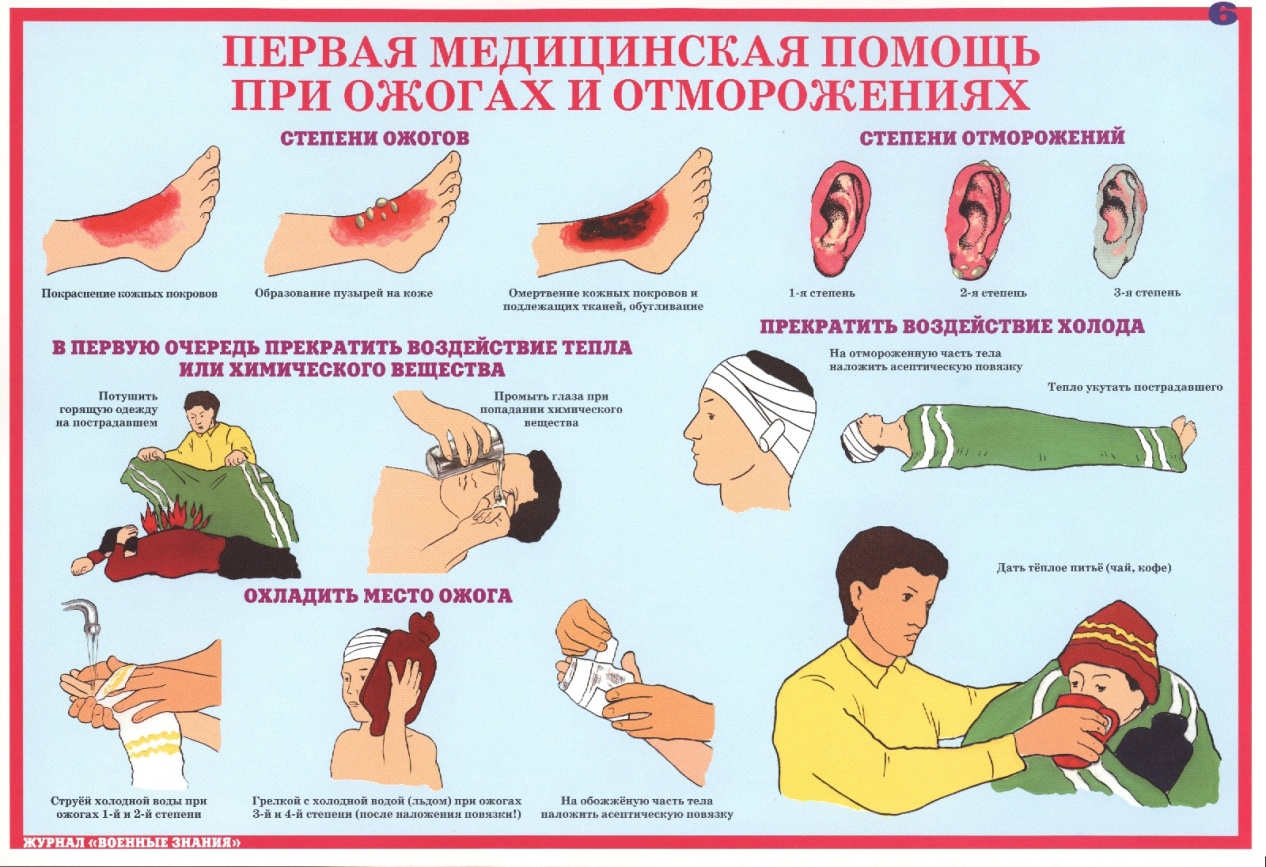 6
ПЕРВАЯ МЕДИЦИНСКАЯ ПОМОЩЬ
ПРИ ОЖОГАХ И ОТМОРОЖЕНИЯХ
СТЕПЕНИ ОЖОГОВ
Покраснение кожных покровов
Образование пузырей на коже
Омертвение кожных покровов и
подлежащих тканей, обугливание
СТЕПЕНИ ОТМОРОЖЕНИЙ
1-я степень
2-я степень
3-я степень
В ПЕРВУЮ ОЧЕРЕДЬ ПРЕКРАТИТЬ ВОЗДЕЙСТВИЕ ТЕПЛА
ИЛИ ХИМИЧЕСКОГО ВЕЩЕСТВА
Потушить
горящую одежду
на пострадавшем
Промыть глаза при
попадании химического
вещества
ПРЕКРАТИТЬ ВОЗДЕЙСТВИЕ ХОЛОДА
На отмороженную часть тела
наложить асептическую повязку
Тепло укутать пострадавшего
Дать тёплое питьё (чай, кофе)
ОХЛАДИТЬ МЕСТО ОЖОГА
Струёй холодной воды при
ожогах 1-й и 2-й степени
Грелкой с холодной водой (льдом) при ожогах
3-й и 4-й степени (после наложения повязки!)
На обожжёную часть тела
наложить асептическую повязку
ЖУРНАЛ «ВОЕННЫЕ ЗНАНИЯ»